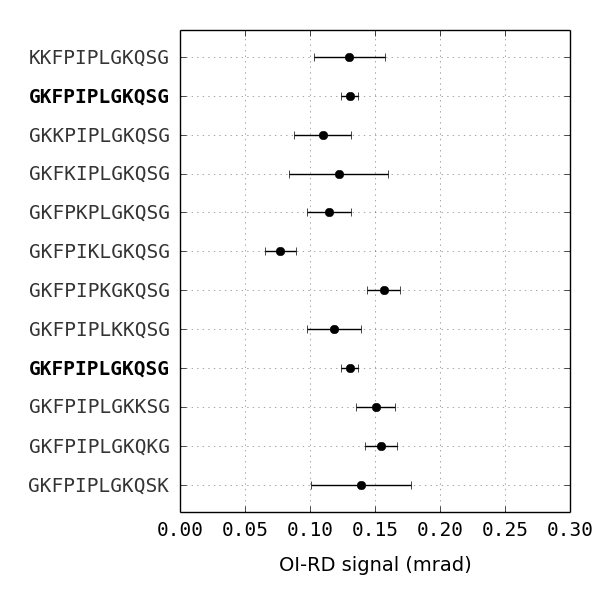 KKFPIPLGKQSG
GKFPIPLGKQSG
GKKPIPLGKQSG
GKFKIPLGKQSG
GKFPKPLGKQSG
GKFPIKLGKQSG
GKFPIPKGKQSG
GKFPIPLKKQSG
GKFPIPLGKQSG
GKFPIPLGKKSG
GKFPIPLGKQKG
GKFPIPLGKQSK
0.00 0.05 0.10 0.15 0.20 0.25 0.30
OI-RD signal (mrad)